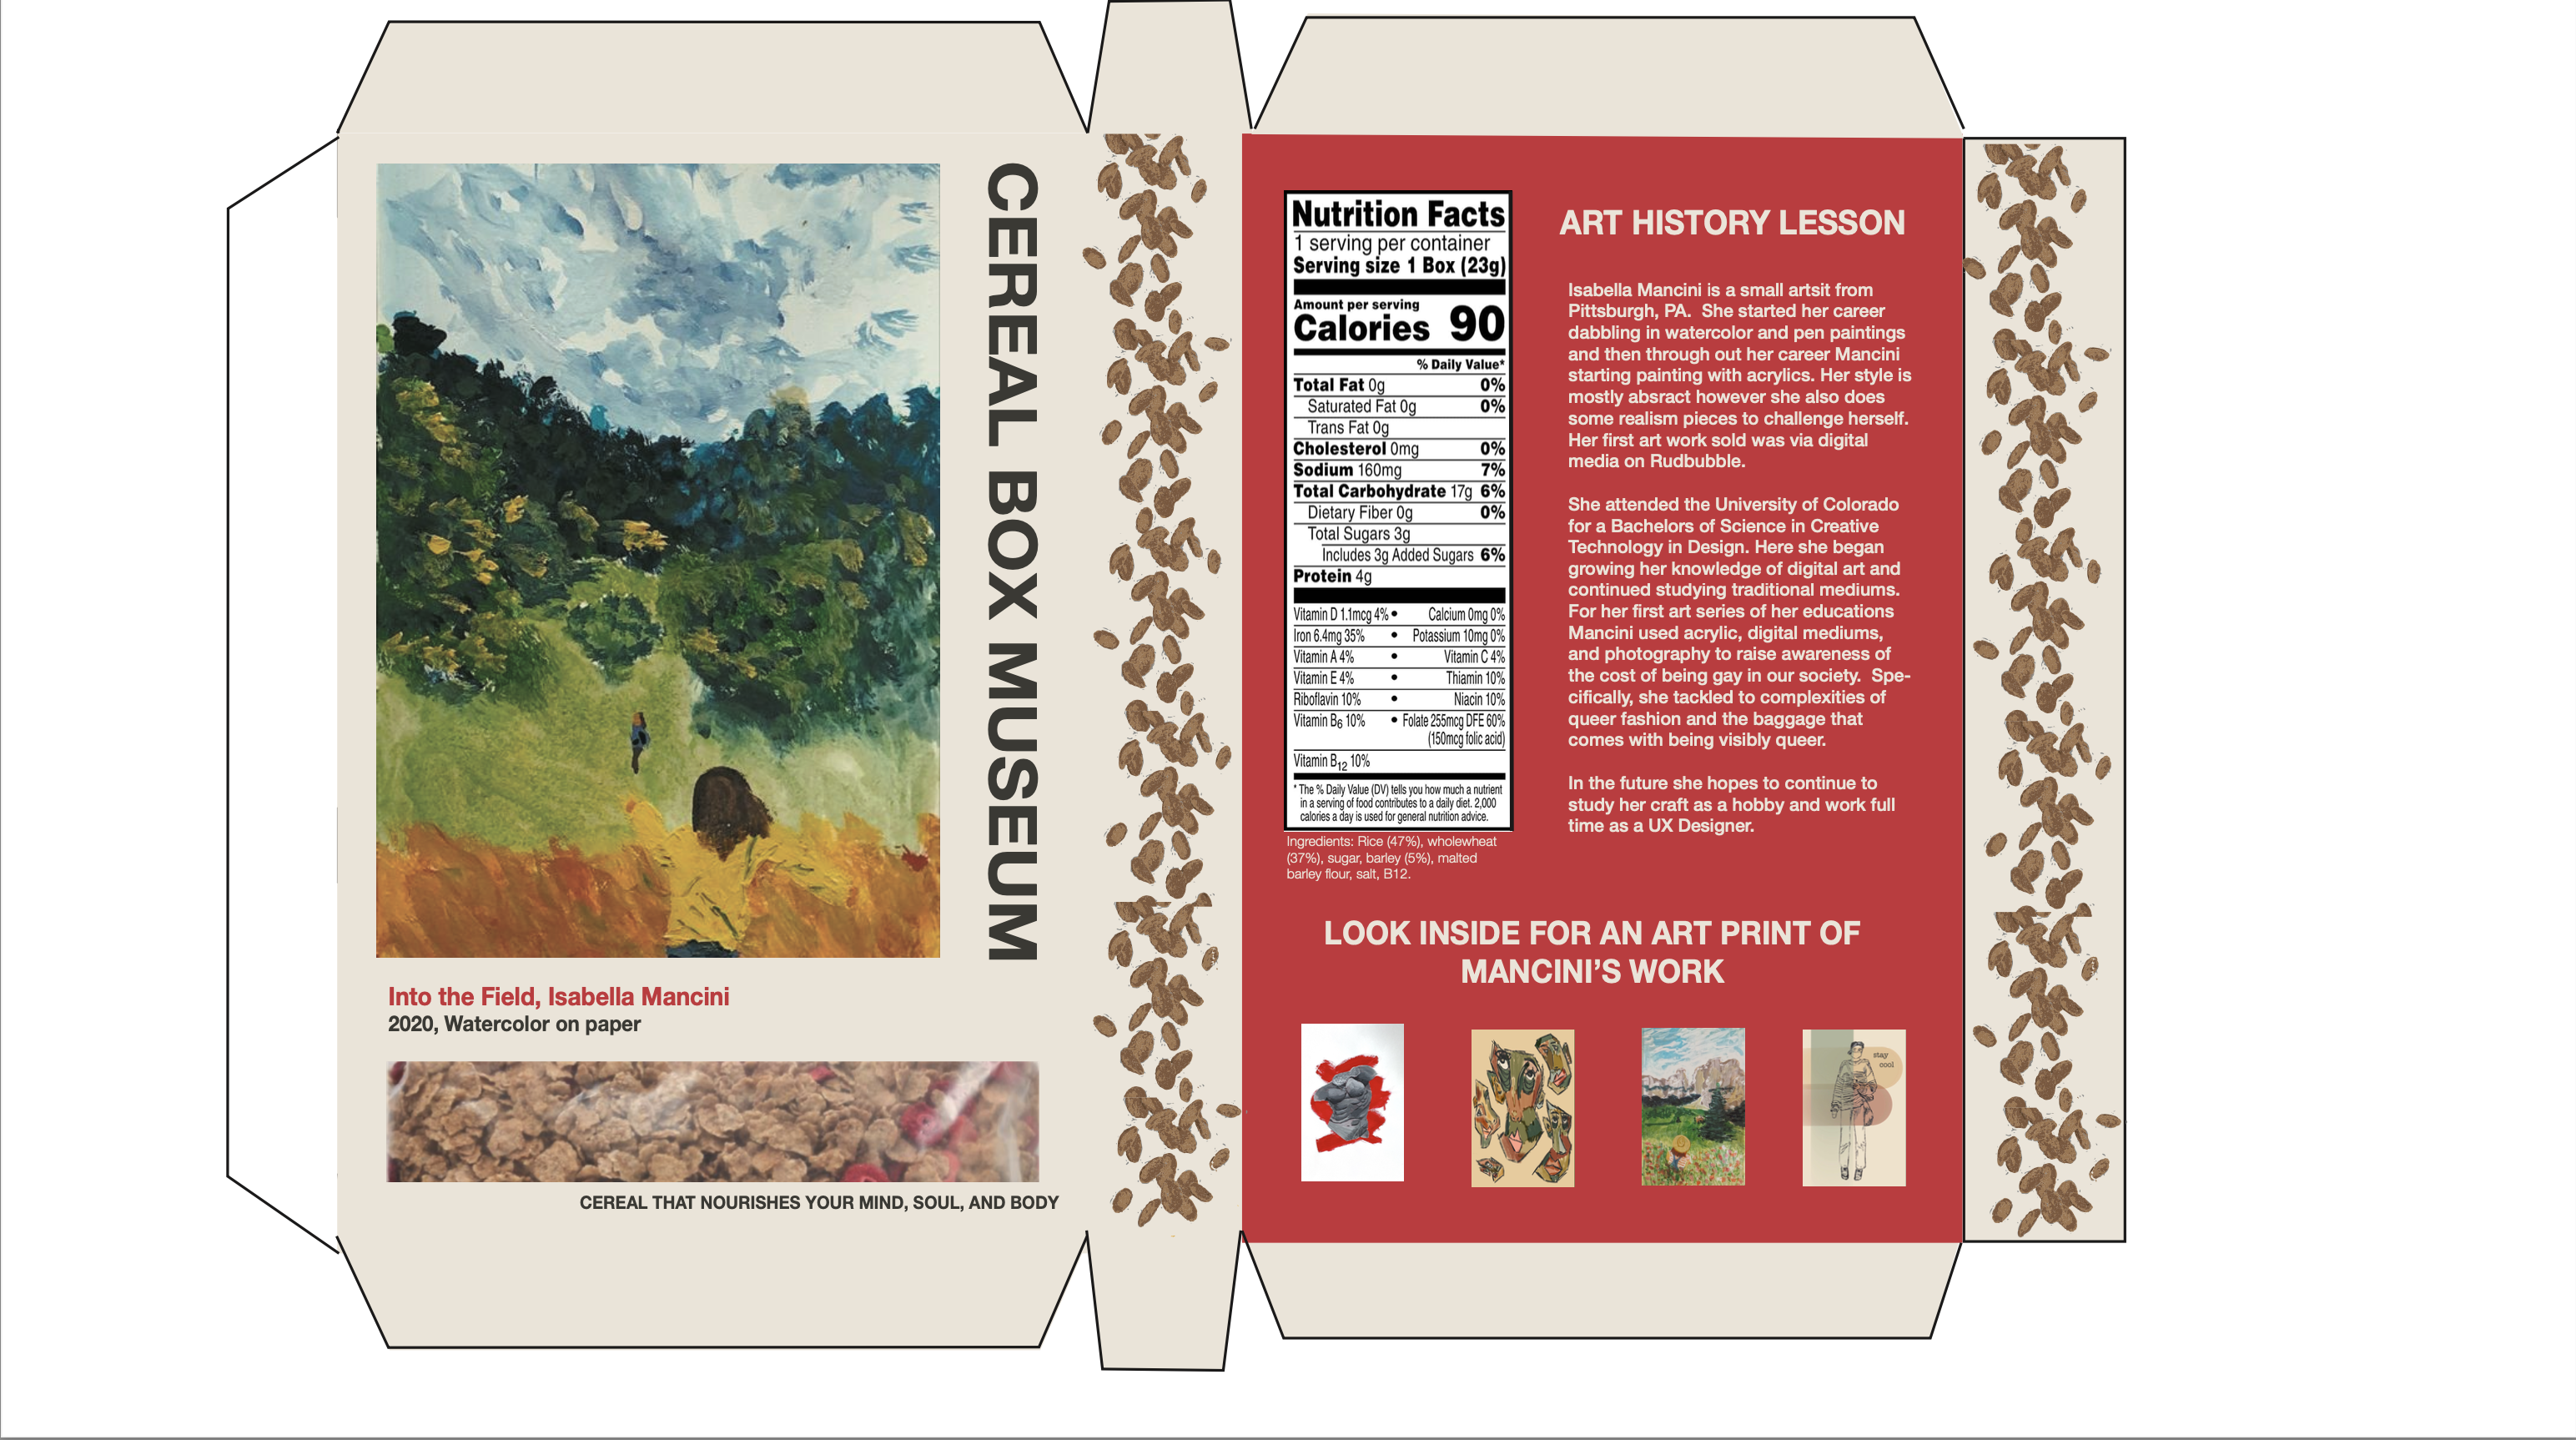 CEREAL BOX MUSEUM
Into the Field, Isabella Mancini
2020, Watercolor on paper
CEREAL THAT NOURISHES YOUR MIND, SOUL, AND BODY
Nutrition Facts
1 serving per container
Serving size 1 Box (23g)
Amount per serving
Calories 90
% Daily Value*
Total Fat 0g 0%
Saturated Fat 0g 0%
Trans Fat 0g
Cholesterol 0mg 0%
Sodium 160mg 7%
Total Carbohydrate 17g 6%
Dietary Fiber 0g 0%
Total Sugars 3g
Includes 3g Added Sugars 6%
Protein 4g
Vitamin D 1.1mcg 4% • Calcium 0mg 0%
Iron 6.4mg 35% • Potassium 10mg 0%
Vitamin A 4% • Vitamin C 4%
Vitamin E 4% • Thiamin 10%
Riboflavin 10% • Niacin 10%
Vitamin B6 10% • Folate 255mcg DFE 60%
(150mcg folic acid)
Vitamin B12 10%
* The % Daily Value (DV) tells you how much a nutrient
in a serving of food contributes to a daily diet. 2,000
calories a day is used for general nutrition advice.
Ingredients: Rice (47%), wholewheat
(37%), sugar, barley (5%), malted
barley flour, salt, B12.
ART HISTORY LESSON
Isabella Mancini is a small artsit from
Pittsburgh, PA.  She started her career
dabbling in watercolor and pen paintings
and then through out her career Mancini
starting painting with acrylics. Her style is
mostly absract however she also does
some realism pieces to challenge herself.
Her first art work sold was via digital
media on Rudbubble.
She attended the University of Colorado
for a Bachelors of Science in Creative
Technology in Design. Here she began
growing her knowledge of digital art and
continued studying traditional mediums.
For her first art series of her educations
Mancini used acrylic, digital mediums,
and photography to raise awareness of
the cost of being gay in our society.  Spe-
cifically, she tackled to complexities of
queer fashion and the baggage that
comes with being visibly queer.
In the future she hopes to continue to
study her craft as a hobby and work full
time as a UX Designer.
LOOK INSIDE FOR AN ART PRINT OF
MANCINI'S WORK
stay
cool